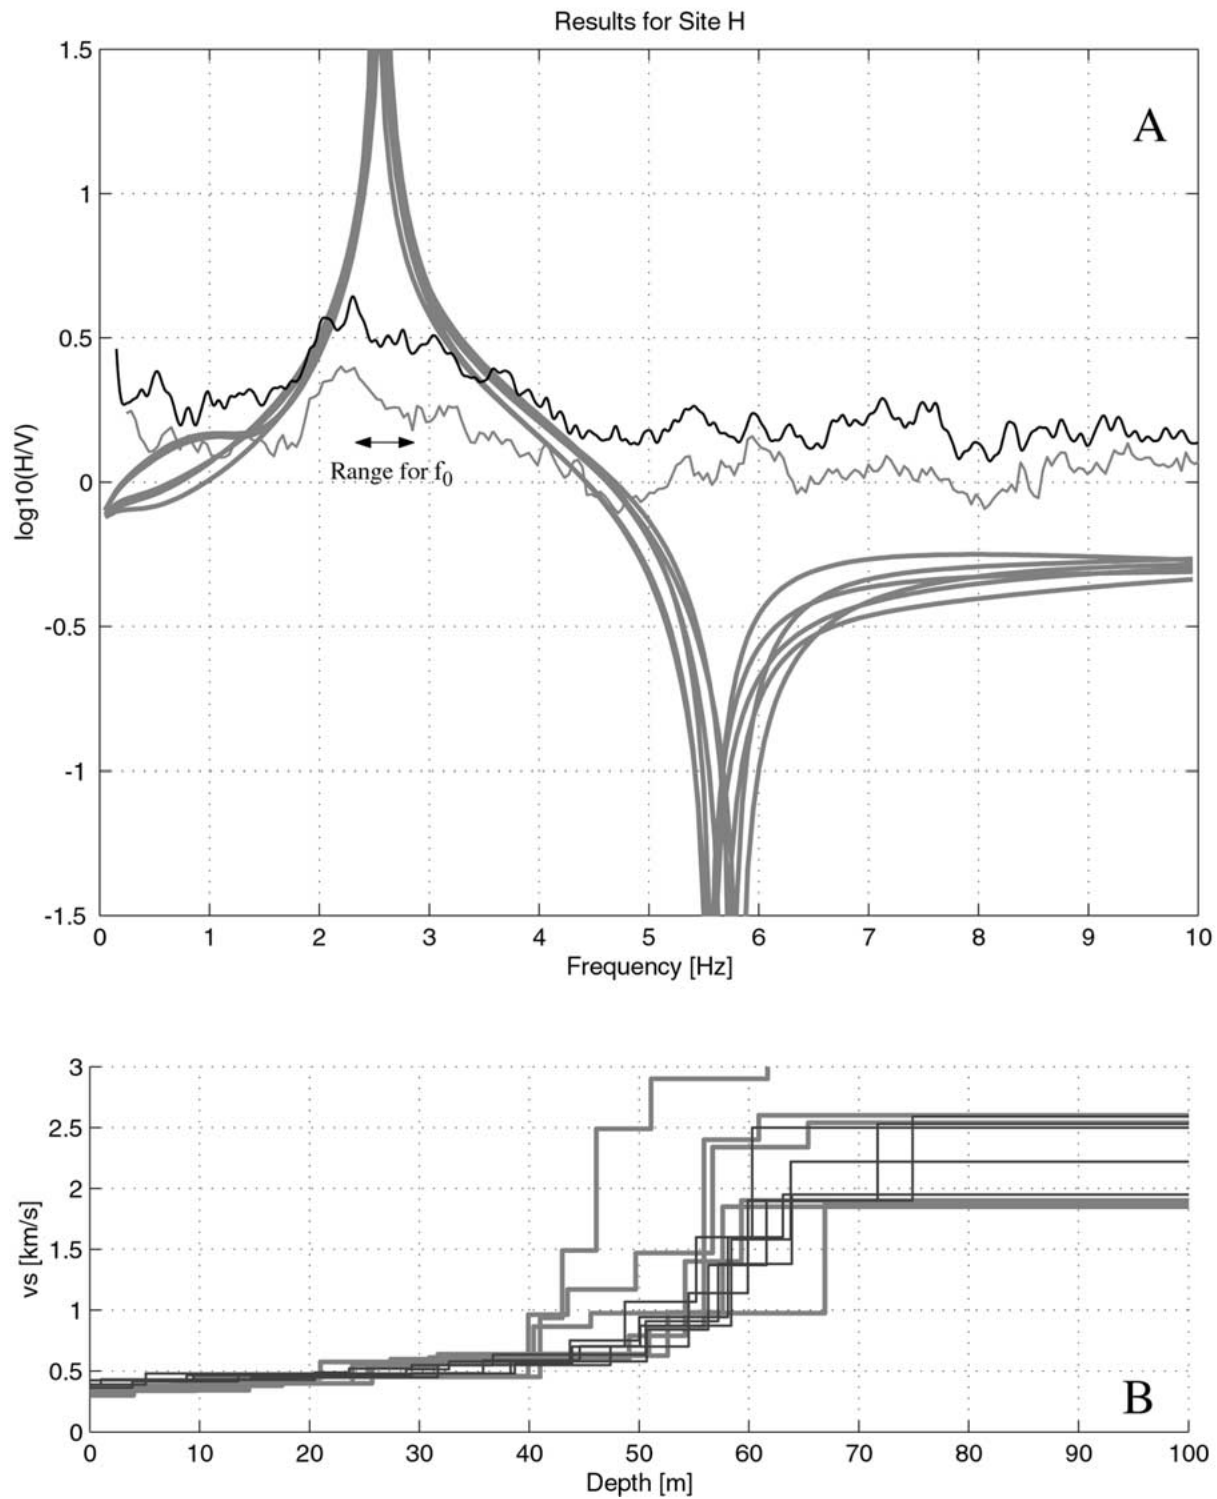 Results for Site H
1.5
1
0.5
0
-0.5
-1
-1.5
log10(H/V)
A
Range for f0
0 1 2 3 4 5 6 7 8 9 10
Frequency [Hz]
3
2.5
2
1.5
1
0.5
0
vs [km/s]
B
0 10 20 30 40 50 60 70 80 90 100
Depth [m]